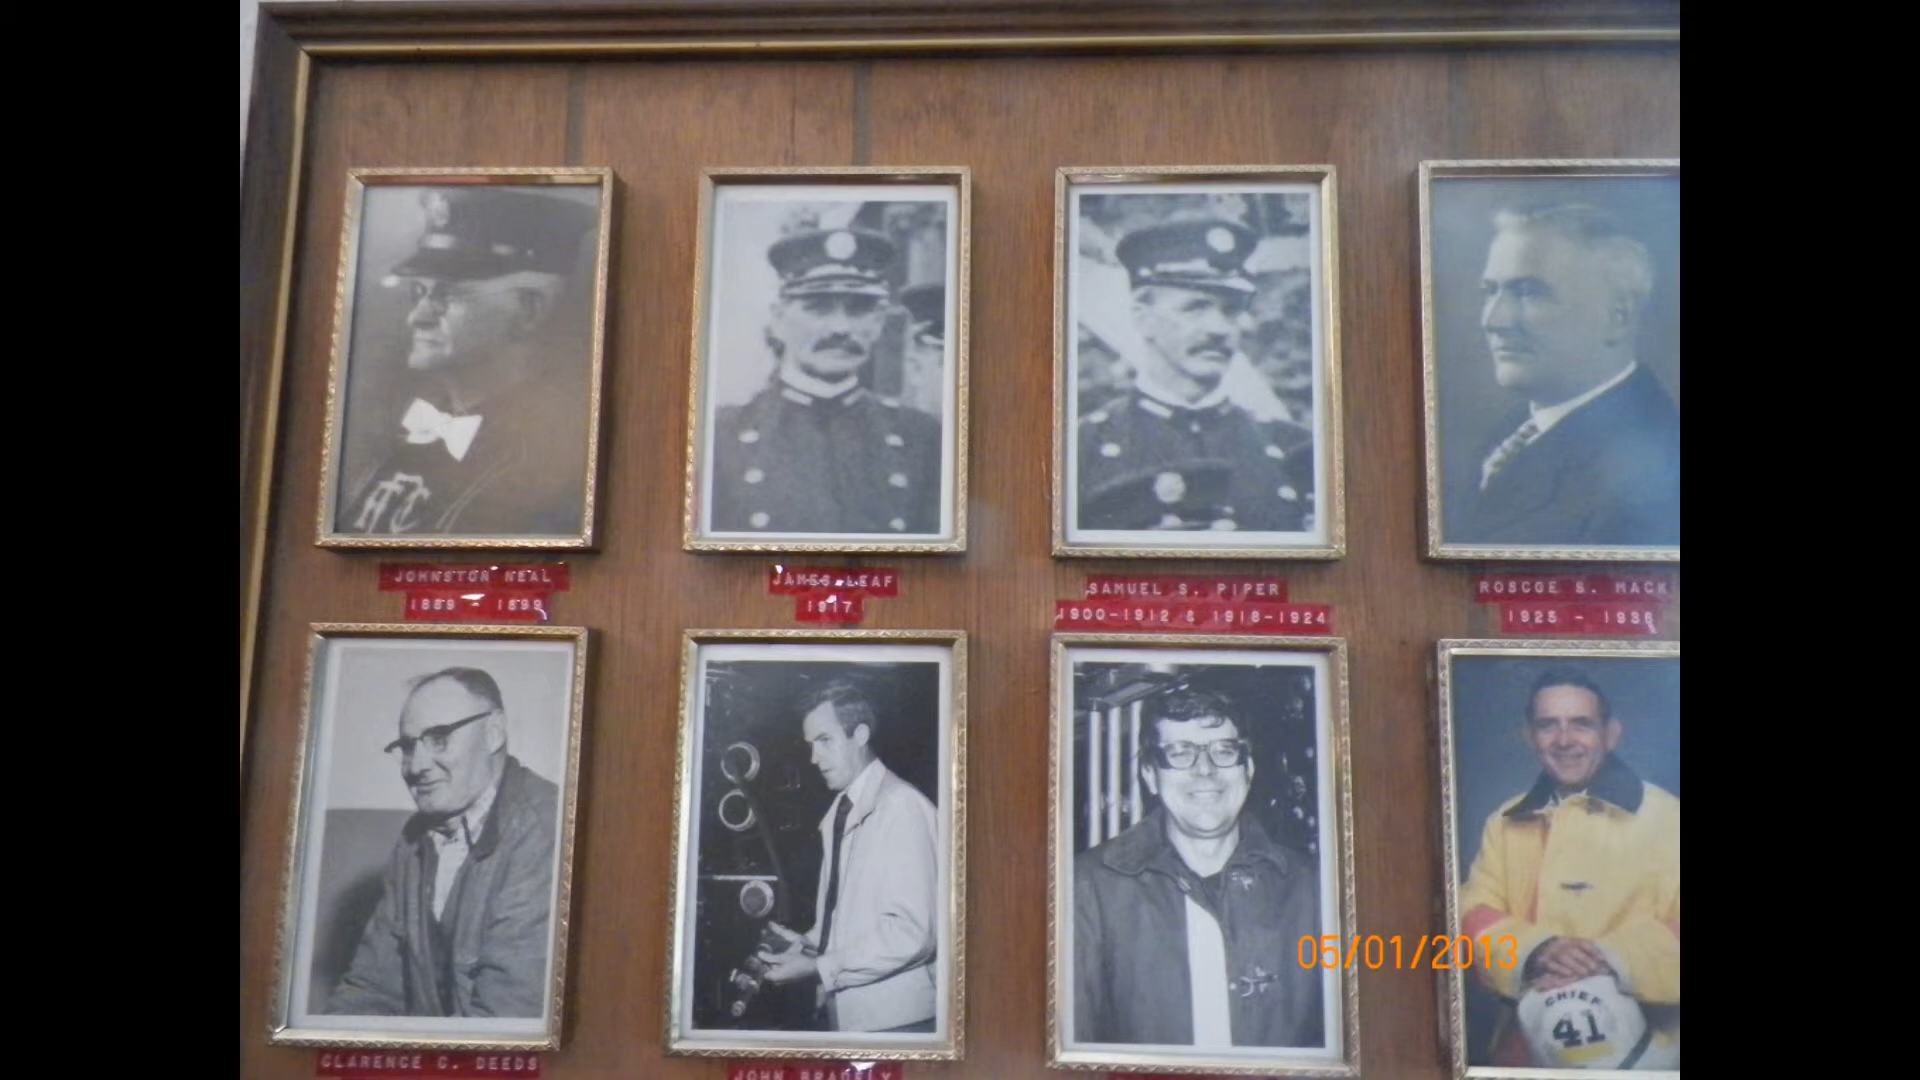 JOHNSTON NEAL
1889 - 1899
JAMES LEAF
1917
SAMUEL S. PIPER
1900-1912 & 1918-1924
ROSCOE S. MACK
1925 - 1936
CLARENCE C. DEEDS
JOHN
CHIEF
41
05/01/2013